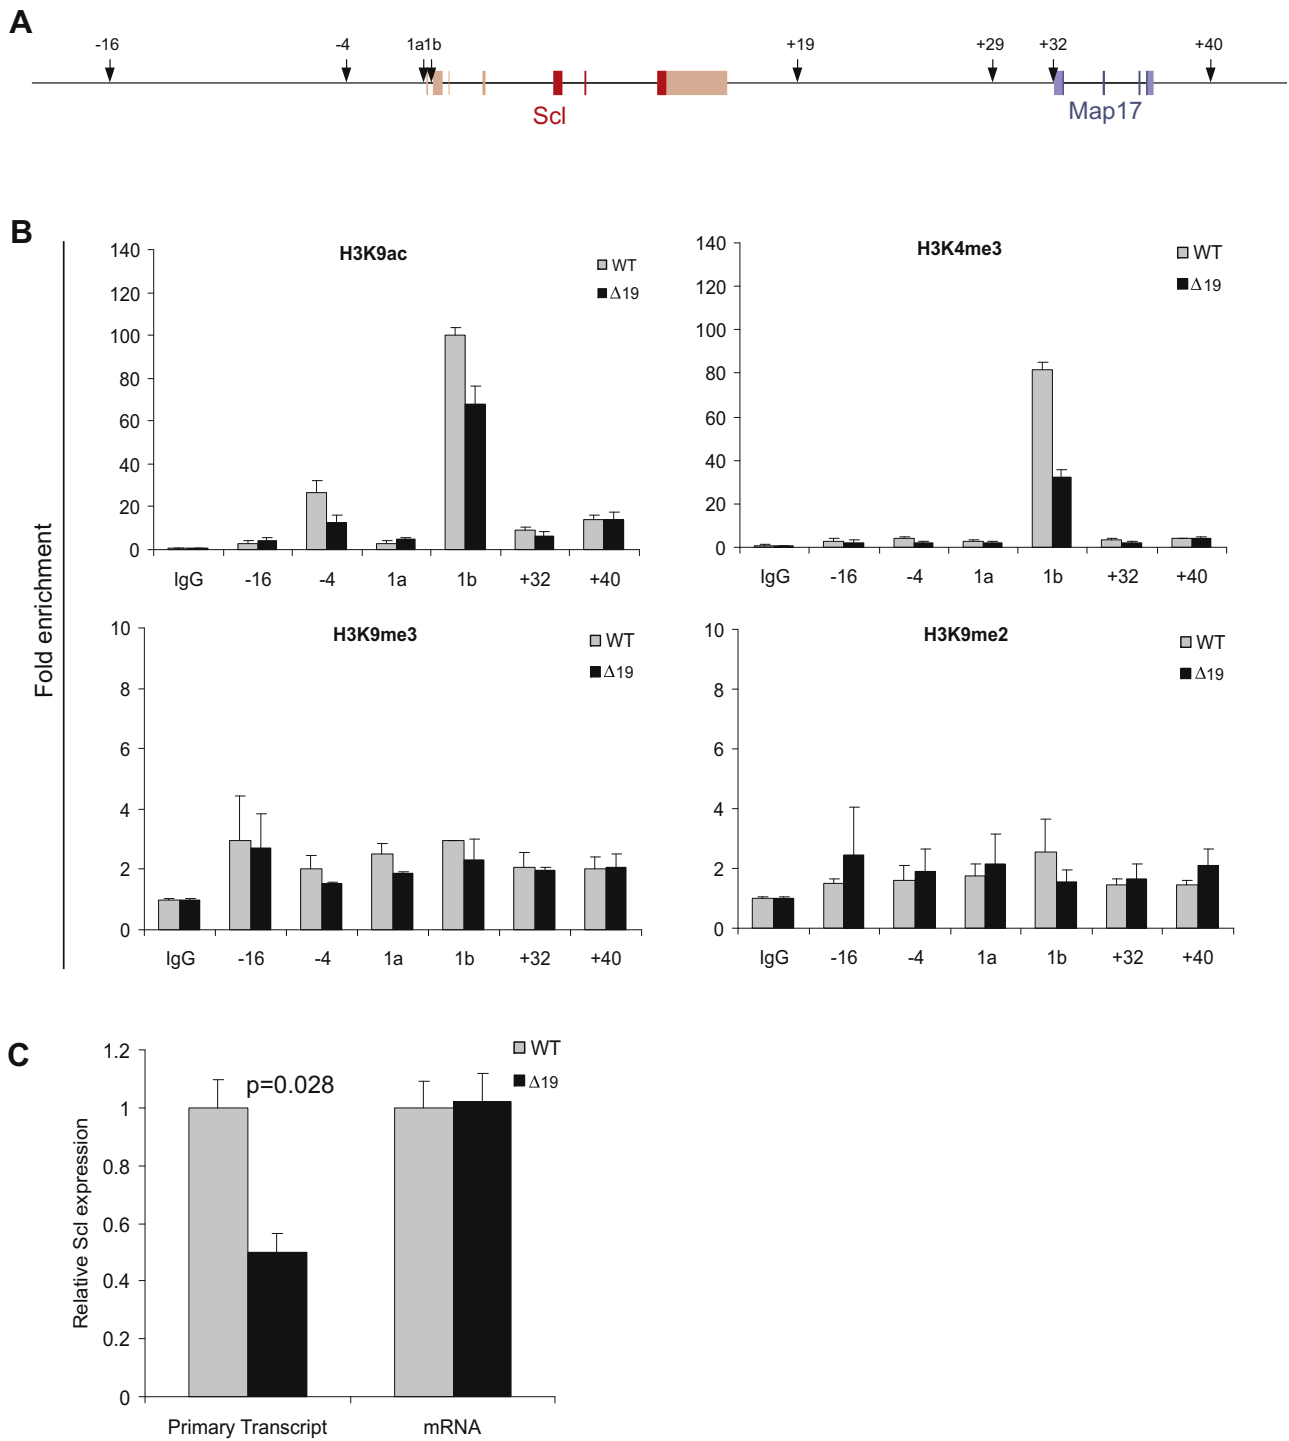 A
-16 -4 1a1b +19 +29 +32 +40
Scl Map17
B
Fold enrichment
H3K9ac
WT
Δ19
140
120
100
80
60
40
20
0
IgG -16 -4 1a 1b +32 +40
H3K4me3
WT
Δ19
140
120
100
80
60
40
20
0
IgG -16 -4 1a 1b +32 +40
H3K9me3
WT
Δ19
10
8
6
4
2
0
IgG -16 -4 1a 1b +32 +40
H3K9me2
WT
Δ19
10
8
6
4
2
0
IgG -16 -4 1a 1b +32 +40
C
Relative Scl expression
WT
Δ19
p=0.028
1.2
1
0.8
0.6
0.4
0.2
0
Primary Transcript mRNA